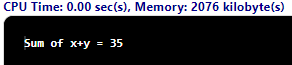 CPU Time: 0.00 sec(s), Memory: 2076 kilobyte(s)
Sum of x+y = 35